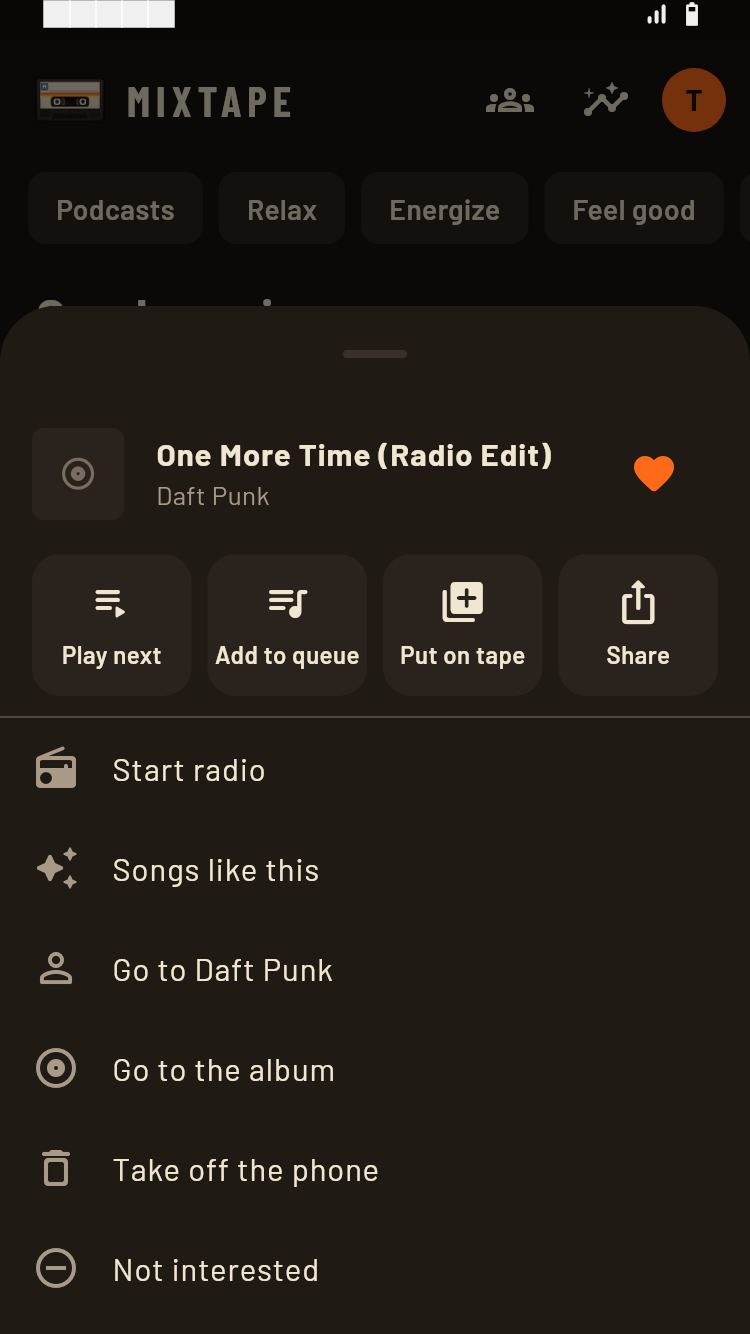 MIXTAPE
T
Podcasts
Relax
Energize
Feel good
One More Time (Radio Edit)
Daft Punk
Play next
Add to queue
Put on tape
Share
Start radio
Songs like this
Go to Daft Punk
Go to the album
Take off the phone
Not interested